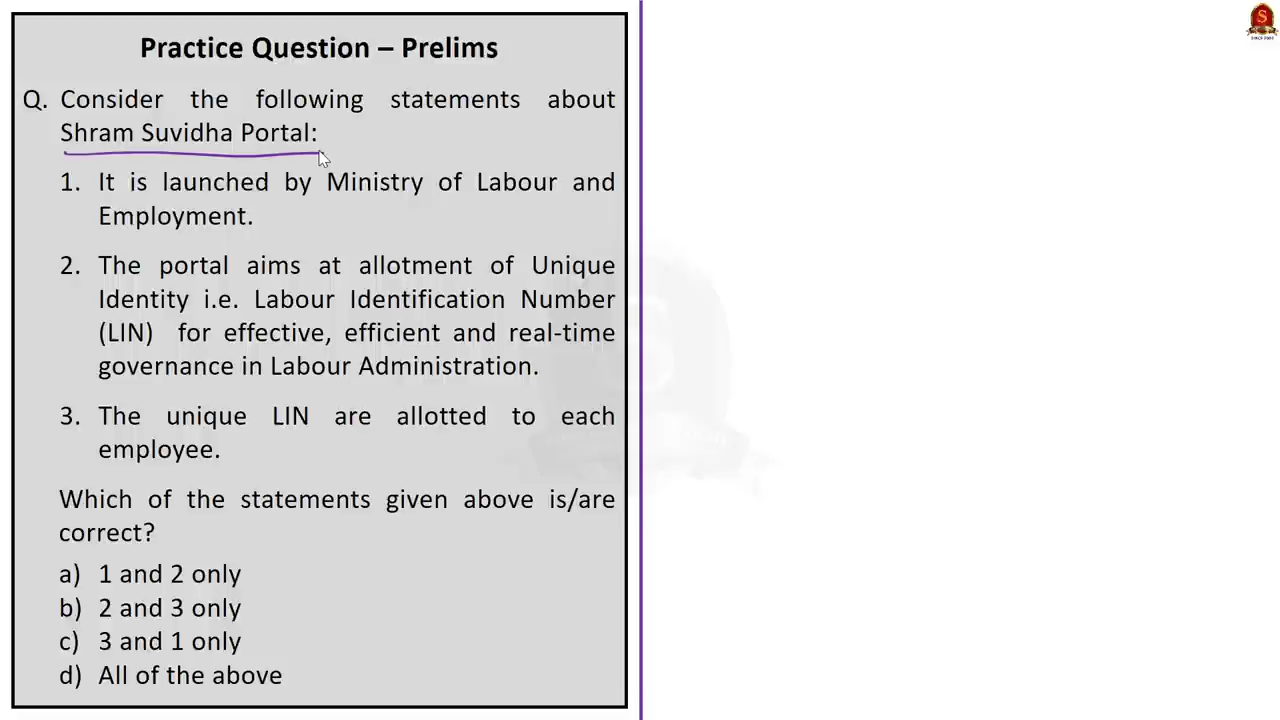 Practice Question – Prelims
Q. Consider the following statements about
Shram Suvidha Portal:
1. It is launched by Ministry of Labour and
Employment.
2. The portal aims at allotment of Unique
Identity i.e. Labour Identification Number
(LIN) for effective, efficient and real-time
governance in Labour Administration.
3. The unique LIN are allotted to each
employee.
Which of the statements given above is/are
correct?
a) 1 and 2 only
b) 2 and 3 only
c) 3 and 1 only
d) All of the above
S